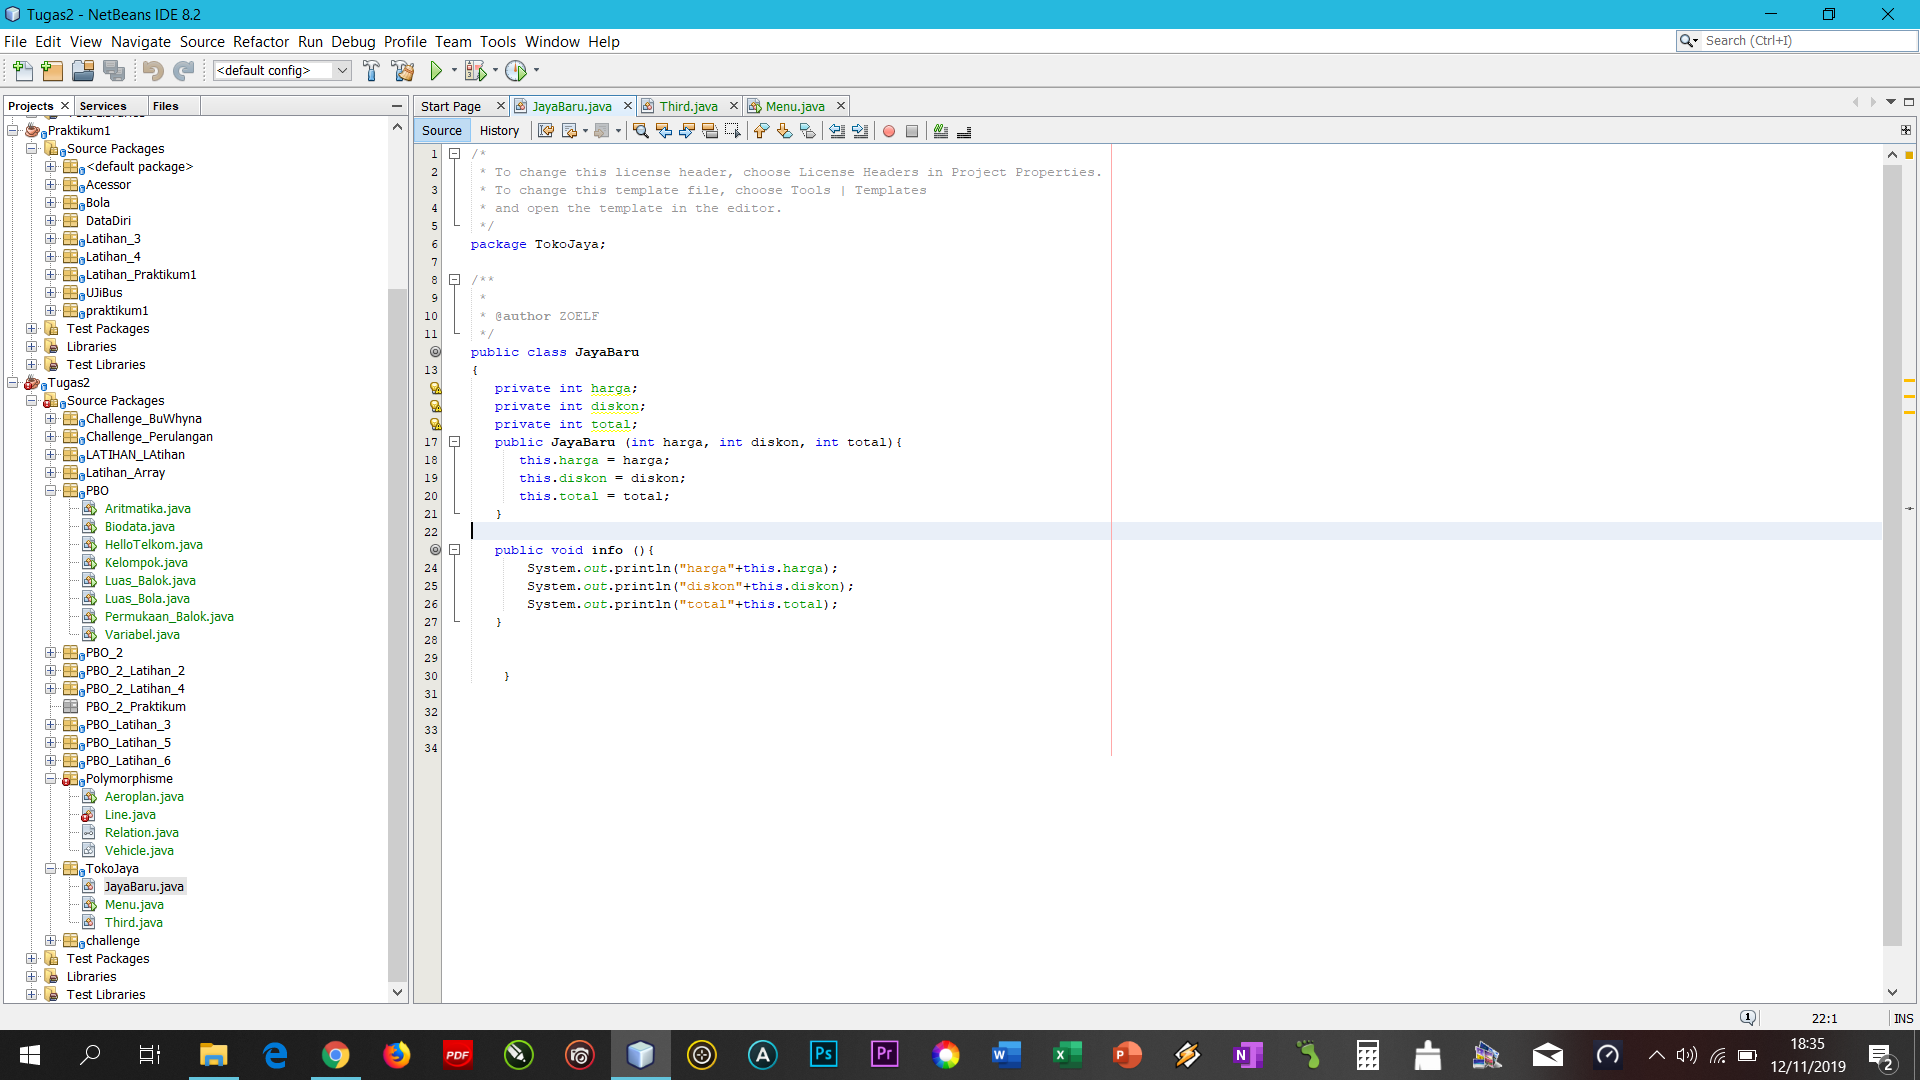 Tugas2 - NetBeans IDE 8.2
File Edit View Navigate Source Refactor Run Debug Profile Team Tools Window Help
Search (Ctrl+I)
<default config>
Projects Services Files
Praktikum1
Source Packages
<default package>
Acessor
Bola
DataDiri
Latihan_3
Latihan_4
Latihan_Praktikum1
UJiBus
praktikum1
Test Packages
Libraries
Test Libraries
Tugas2
Source Packages
Challenge_BuWhyna
Challenge_Perulangan
LATIHAN_LAtihan
Latihan_Array
PBO
Aritmatika.java
Biodata.java
HelloTelkom.java
Kelompok.java
Luas_Balok.java
Luas_Bola.java
Permukaan_Balok.java
Variabel.java
PBO_2
PBO_2_Latihan_2
PBO_2_Latihan_4
PBO_2_Praktikum
PBO_Latihan_3
PBO_Latihan_5
PBO_Latihan_6
Polymorphisme
Aeroplan.java
Line.java
Relation.java
Vehicle.java
TokoJaya
JayaBaru.java
Menu.java
Third.java
challenge
Test Packages
Libraries
Test Libraries
Start Page JayaBaru.java Third.java Menu.java
Source History
1 /*
2 * To change this license header, choose License Headers in Project Properties.
3 * To change this template file, choose Tools | Templates
4 * and open the template in the editor.
5 */
6 package TokoJaya;
7
8 /**
9 *
10 * @author ZOELF
11 */
public class JayaBaru
13 {
private int harga;
private int diskon;
private int total;
17 public JayaBaru (int harga, int diskon, int total){
18 this.harga = harga;
19 this.diskon = diskon;
20 this.total = total;
21 }
22
public void info (){
24 System.out.println("harga"+this.harga);
25 System.out.println("diskon"+this.diskon);
26 System.out.println("total"+this.total);
27 }
28
29
30 }
31
32
33
34
22:1 INS
PDF Ps Pr
18:35
12/11/2019
2